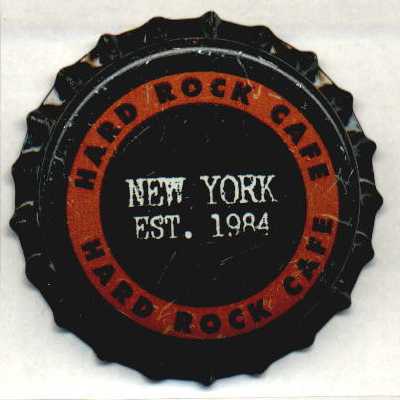 HARD ROCK CAFE
NEW YORK
EST. 1984
HARD ROCK CAFE